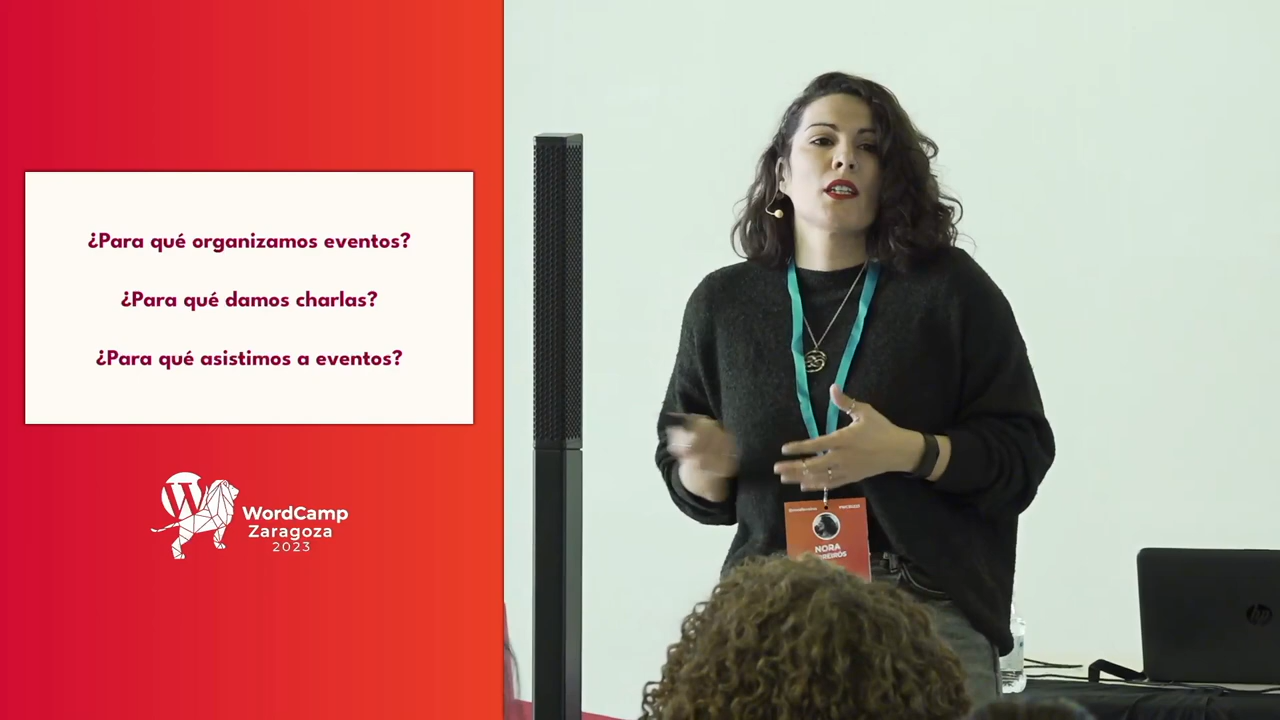 ¿Para qué organizamos eventos?
¿Para qué damos charlas?
¿Para qué asistimos a eventos?
WordCamp
Zaragoza
2023
NORA